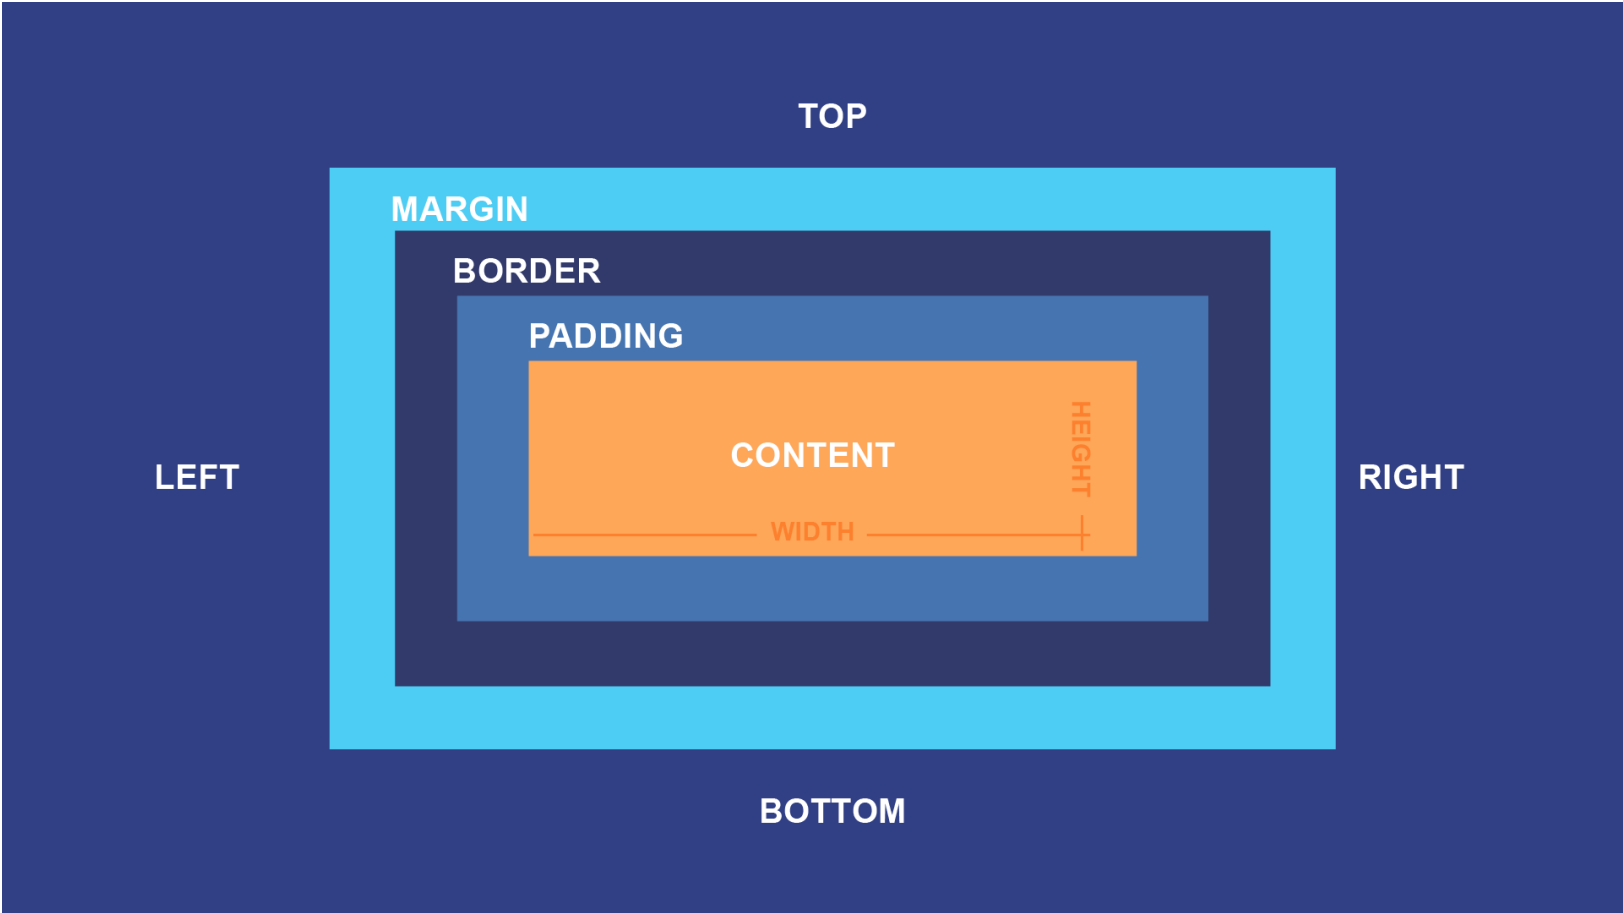 TOP
MARGIN
BORDER
PADDING
CONTENT
HEIGHT
WIDTH
LEFT
RIGHT
BOTTOM